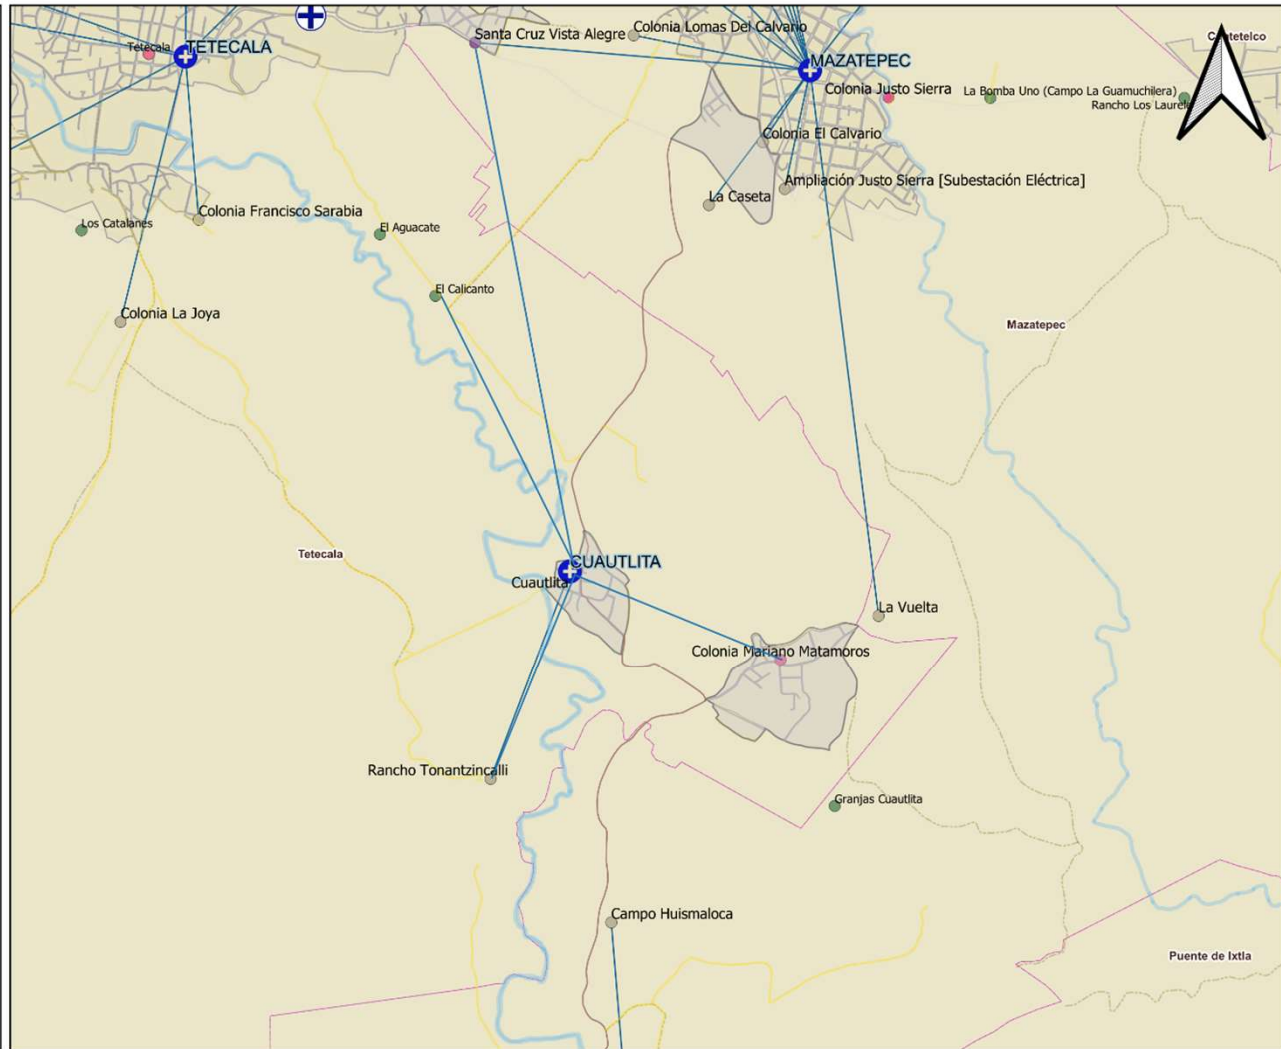 Santa Cruz Vista Alegre
Colonia Lomas Del Calvario
Tetecala
TETECALA
MAZATEPEC
Colonia Justo Sierra
La Bomba Uno (Campo La Guamuchilera)
Colonia El Calvario
Ampliación Justo Sierra [Subestación Eléctrica]
La Caseta
Colonia Francisco Sarabia
Los Catalanes
El Aguacate
El Calicanto
Colonia La Joya
Mazatepec
Tetecala
CUAUTLITA
Cuautlita
La Vuelta
Colonia Mariano Matamoros
Rancho Tonantzincalli
Granjas Cuautlita
Campo Huismaloca
Puente de Ixtla
Rancho Los